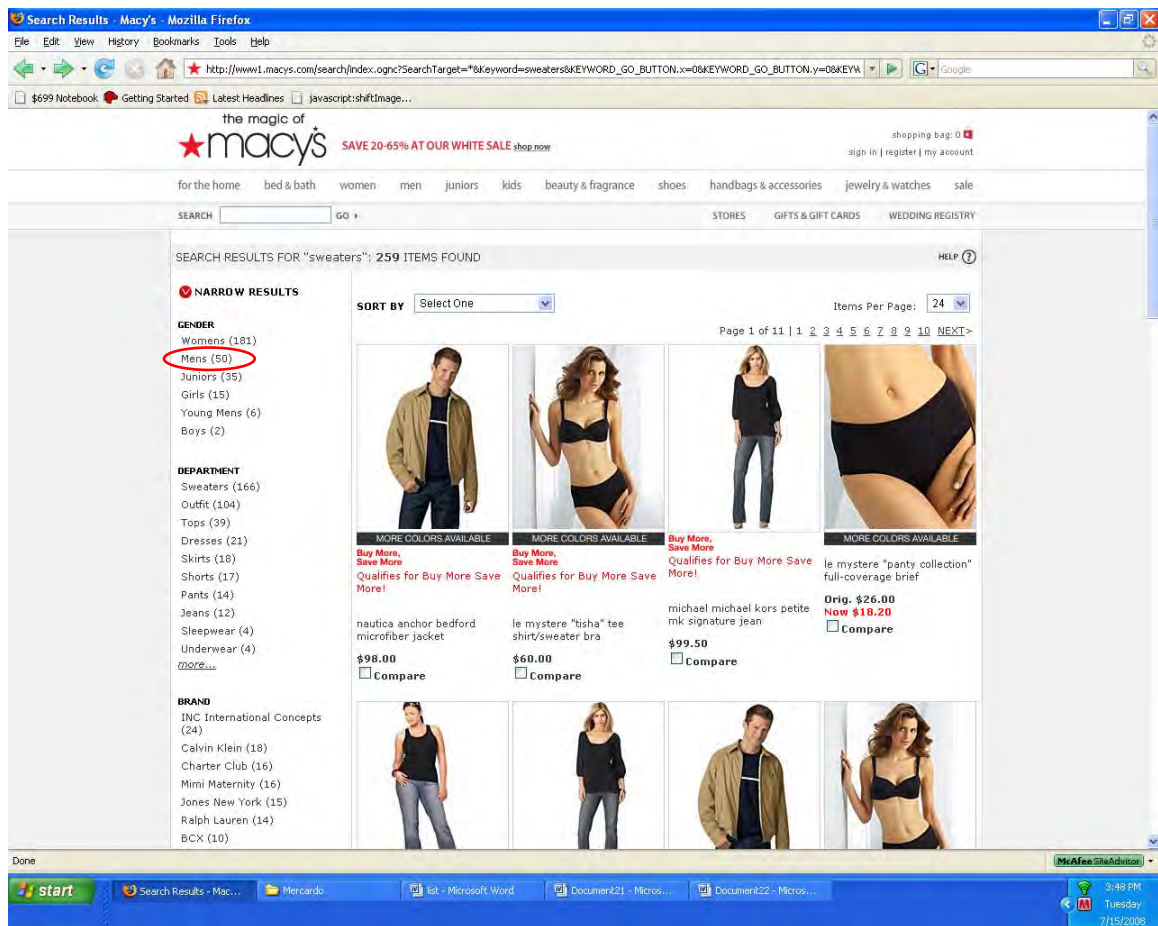 Search Results - Macy's - Mozilla Firefox
File Edit View History Bookmarks Tools Help
http://www1.macys.com/search/index.ognc?SearchTarget=*&Keyword=sweaters&KEYWORD_GO_BUTTON.x=0&KEYWORD_GO_BUTTON.y=0&KEYW
Google
$699 Notebook Getting Started Latest Headlines javascript:shiftImage...
the magic of
macy's
SAVE 20-65% AT OUR WHITE SALE shop now
shopping bag: 0
sign in | register | my account
for the home bed & bath women men juniors kids beauty & fragrance shoes handbags & accessories jewelry & watches sale
SEARCH GO STORES GIFTS & GIFT CARDS WEDDING REGISTRY
SEARCH RESULTS FOR "sweaters": 259 ITEMS FOUND HELP ?
NARROW RESULTS
GENDER
Womens (181)
Mens (50)
Juniors (35)
Girls (15)
Young Mens (6)
Boys (2)
DEPARTMENT
Sweaters (166)
Outfit (104)
Tops (39)
Dresses (21)
Skirts (18)
Shorts (17)
Pants (14)
Jeans (12)
Sleepwear (4)
Underwear (4)
more...
BRAND
INC International Concepts
(24)
Calvin Klein (18)
Charter Club (16)
Mimi Maternity (16)
Jones New York (15)
Ralph Lauren (14)
BCX (10)
SORT BY Select One Items Per Page: 24
Page 1 of 11 | 1 2 3 4 5 6 7 8 9 10 NEXT>
MORE COLORS AVAILABLE
Buy More,
Save More
Qualifies for Buy More Save
More!
nautica anchor bedford
microfiber jacket
$98.00
Compare
MORE COLORS AVAILABLE
Buy More,
Save More
Qualifies for Buy More Save
More!
le mystere "tisha" tee
shirt/sweater bra
$60.00
Compare
Buy More,
Save More
Qualifies for Buy More Save
More!
michael michael kors petite
mk signature jean
$99.50
Compare
MORE COLORS AVAILABLE
le mystere "panty collection"
full-coverage brief
Orig. $26.00
Now $18.20
Compare
Done McAfee SiteAdvisor
start Search Results - Mac... Mercardo list - Microsoft Word Document21 - Micros... Document22 - Micros...
3:48 PM
Tuesday
7/15/2008